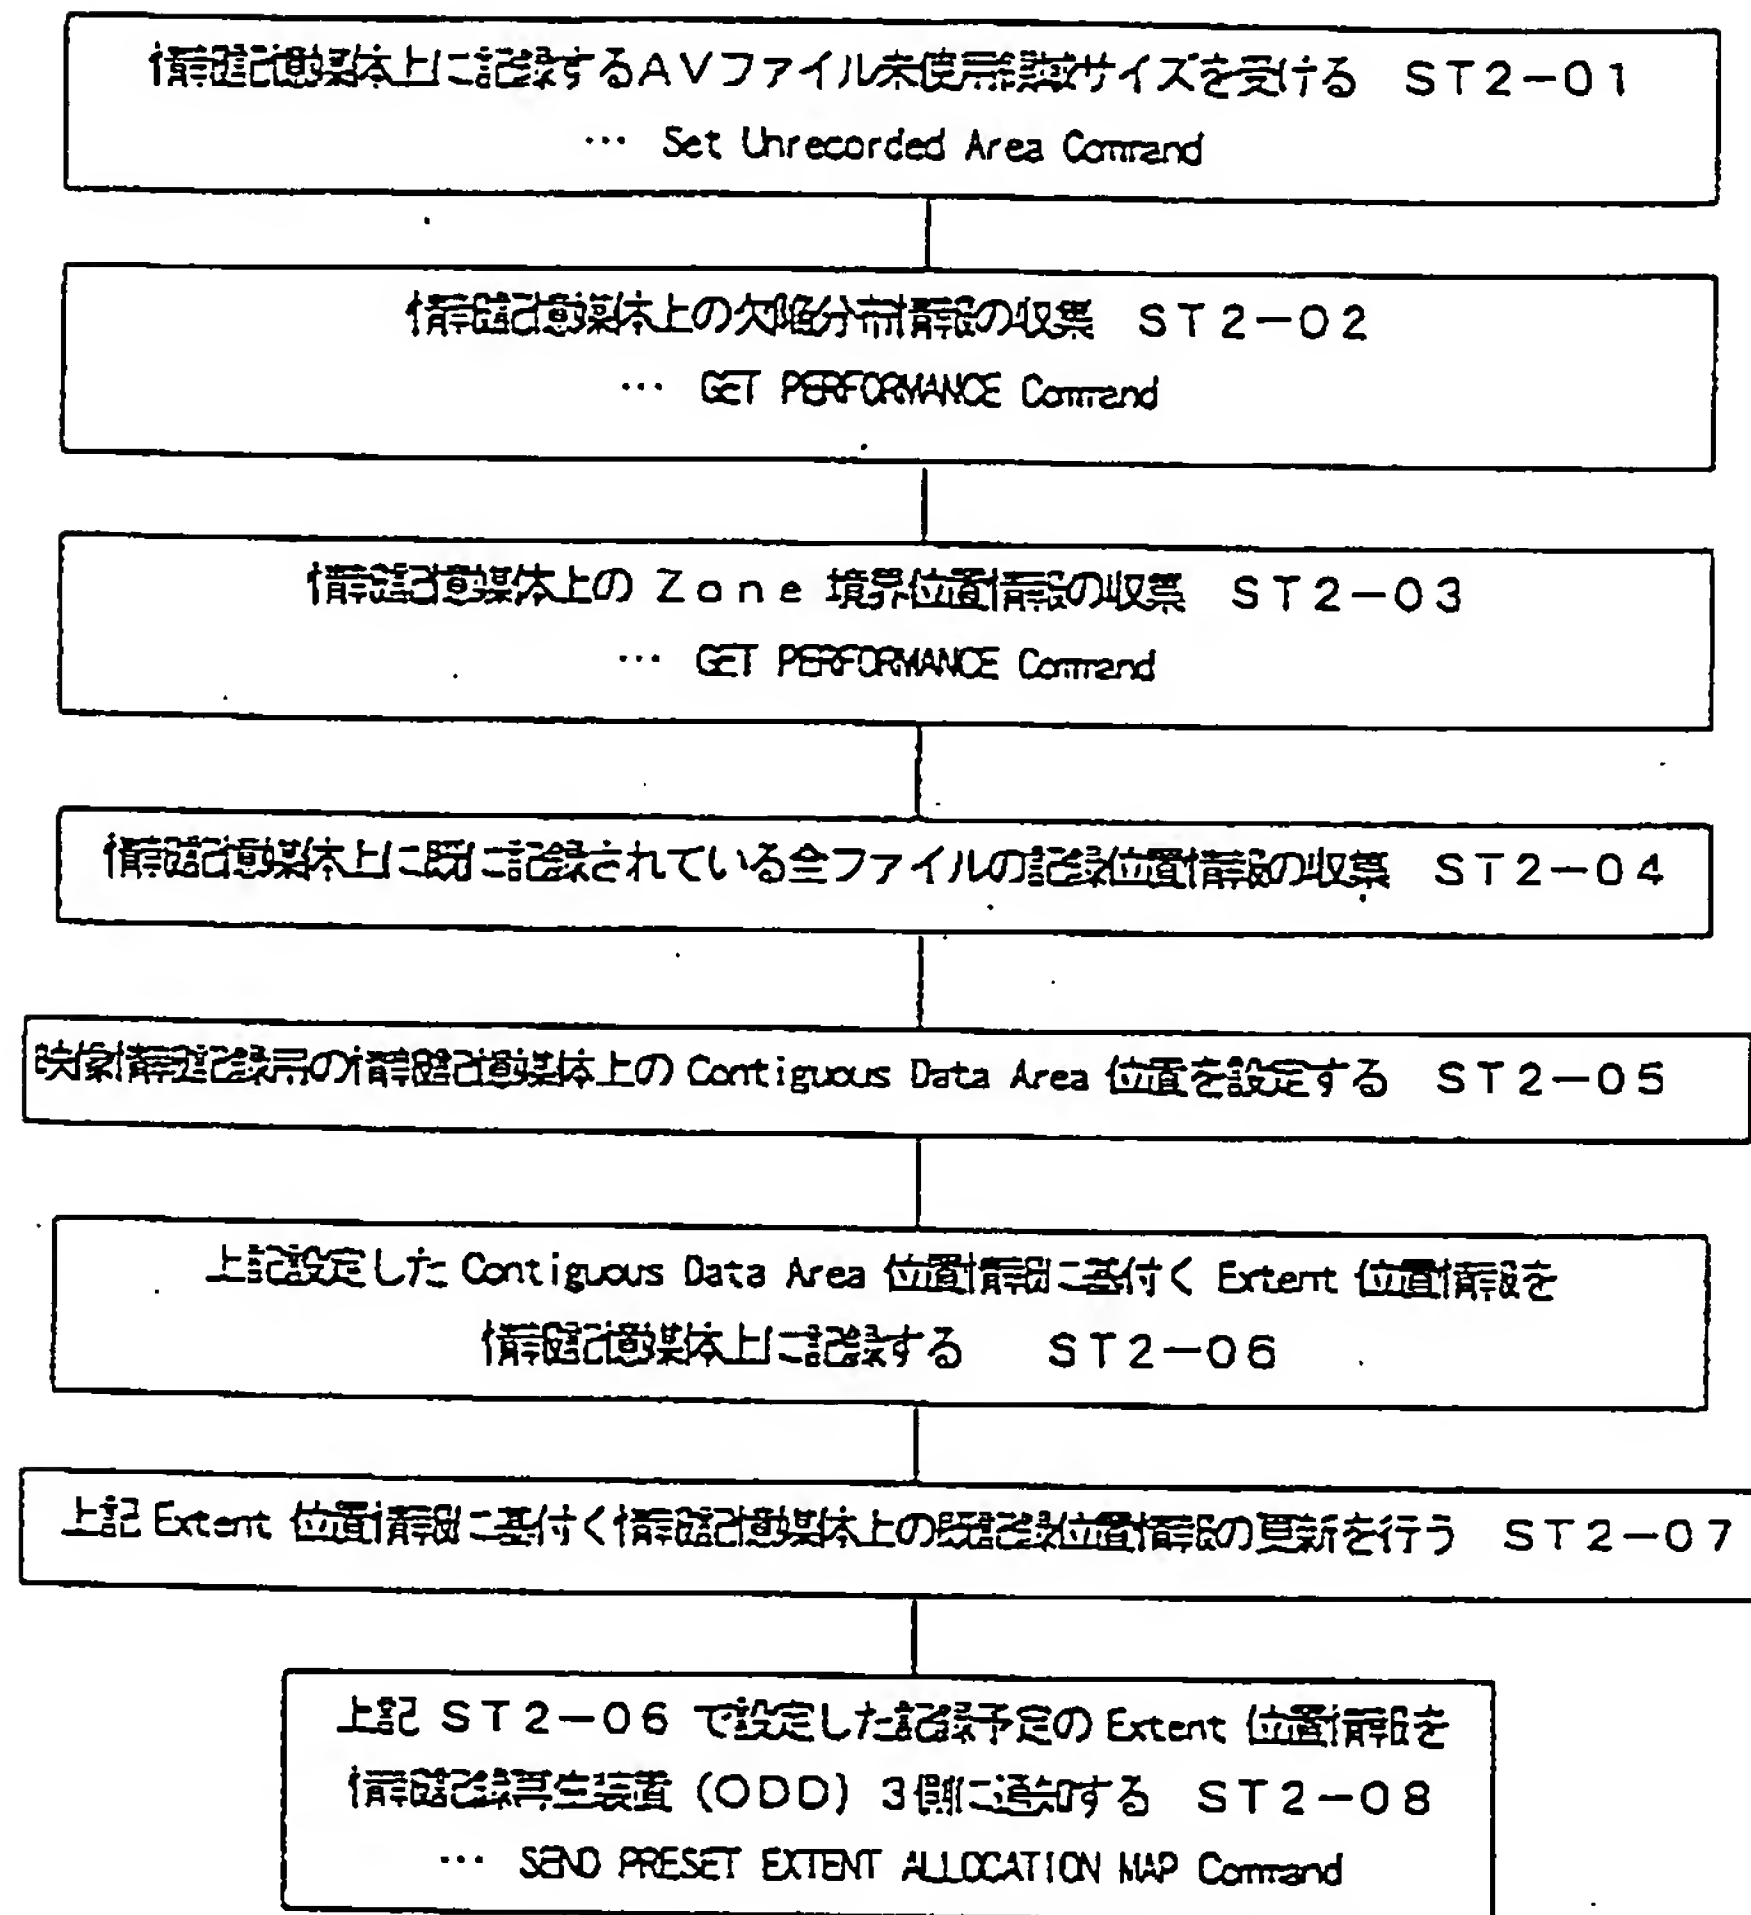 情報記憶媒体上に記録するAVファイル未使用領域サイズを受ける ST2-01
… Set Unrecorded Area Command
情報記憶媒体上の欠陥分布情報の収集 ST2-02
… GET PERFORMANCE Command
情報記憶媒体上の Zone 境界位置情報の収集 ST2-03
… GET PERFORMANCE Command
情報記憶媒体上に既に記録されている全ファイルの記録位置情報の収集 ST2-04
映像情報記録用の情報記憶媒体上の Contiguous Data Area 位置を設定する ST2-05
上記設定した Contiguous Data Area 位置情報に基付く Extent 位置情報を
情報記憶媒体上に記録する ST2-06
上記 Extent 位置情報に基付く情報記憶媒体上の既記録位置情報の更新を行う ST2-07
上記 ST2-06 で設定した記録予定の Extent 位置情報を
情報記録再生装置 (ODD) 3側に通知する ST2-08
… SEND PRESET EXTENT ALLOCATION MAP Command